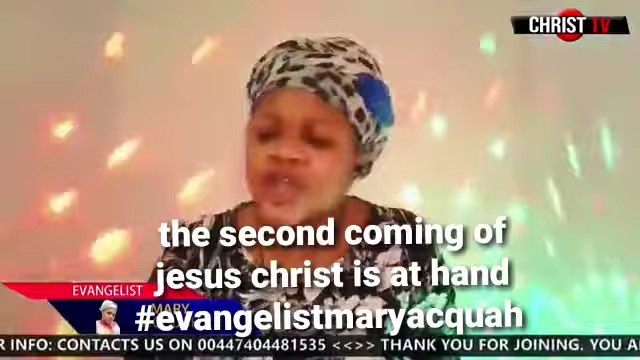 CHRIST TV
the second coming of
jesus christ is at hand
EVANGELIST
MARY
#evangelistmaryacquah
R INFO: CONTACTS US ON 00447404481535 <<>> THANK YOU FOR JOINING. YOU A